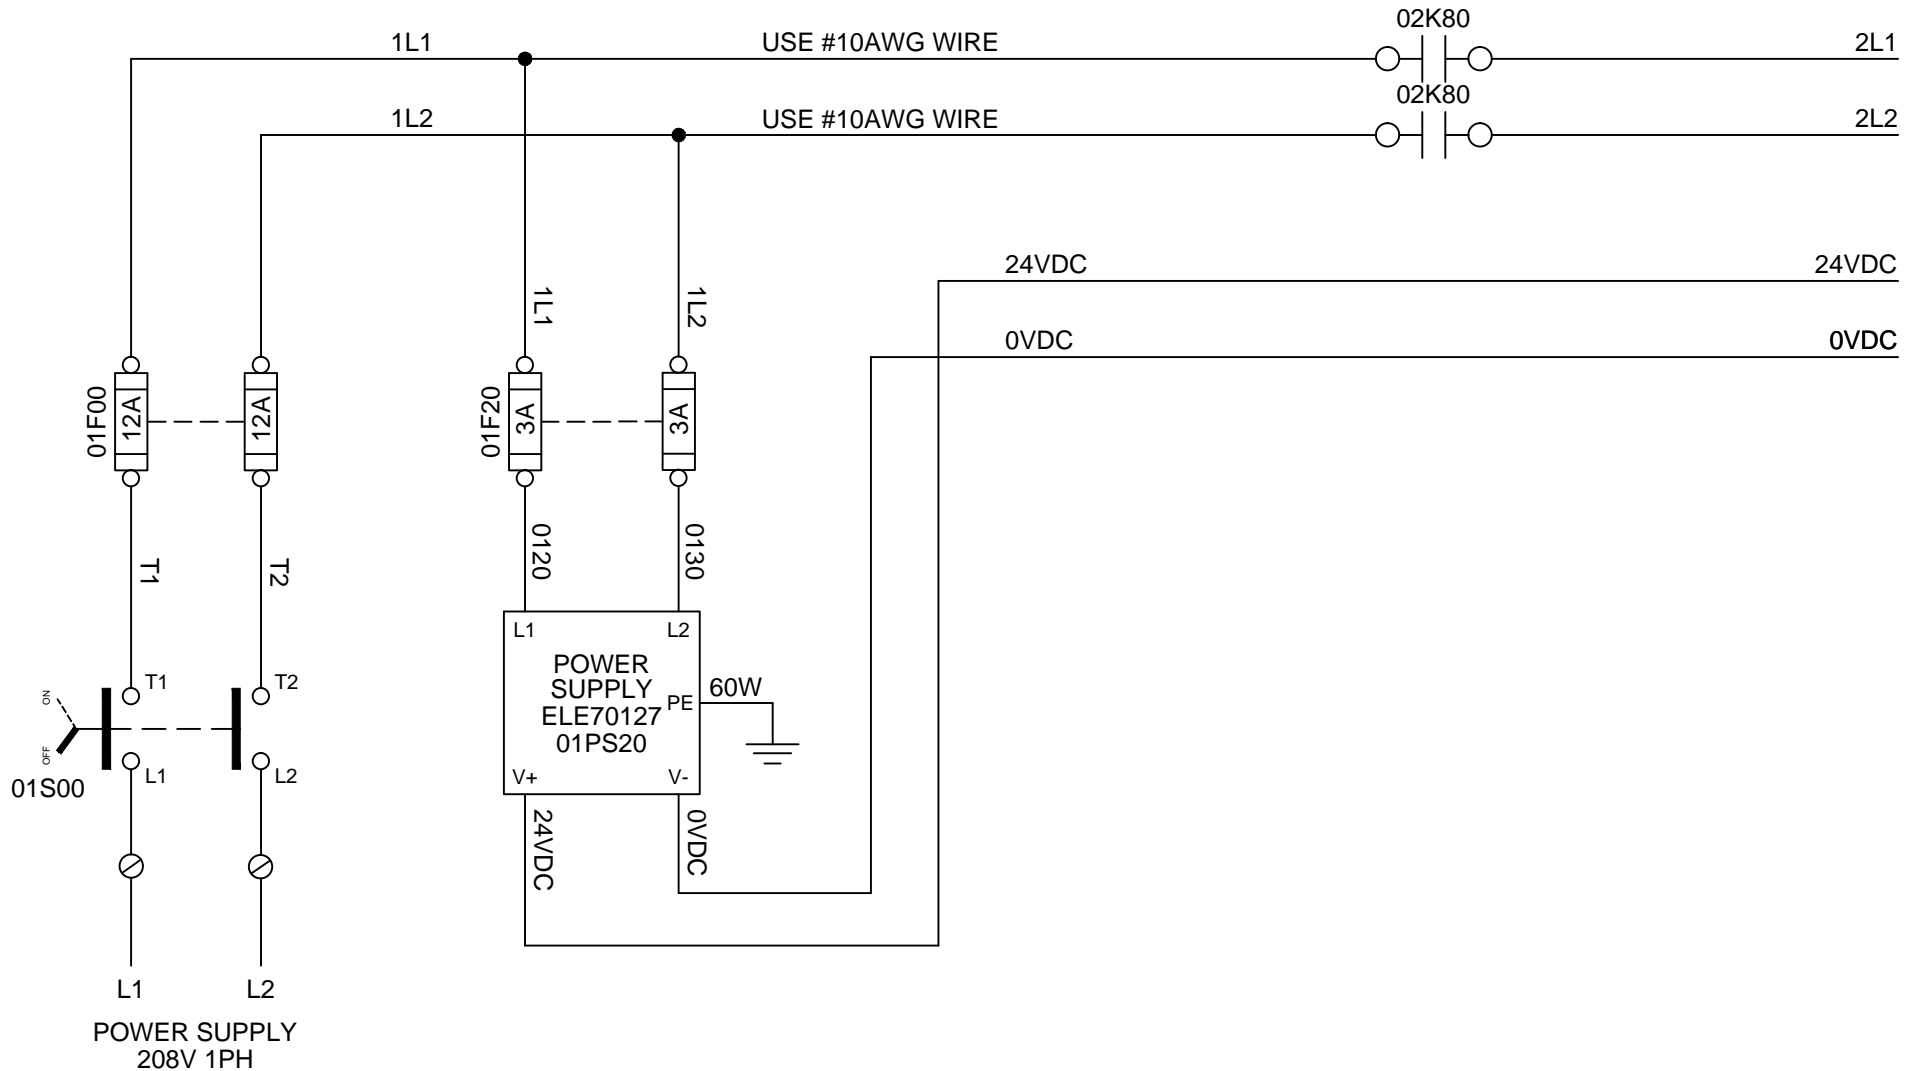 02K80
1L1 USE #10AWG WIRE 2L1
02K80
1L2 USE #10AWG WIRE 2L2
24VDC 24VDC
0VDC 0VDC
1L1 1L2
01F00 12A 12A 01F20 3A 3A
T1 T2 0120 0130
L1 L2
POWER
SUPPLY
ELE70127
01PS20
PE 60W
V+ V-
24VDC 0VDC
T1 T2
ON
OFF
01S00
L1 L2
L1 L2
POWER SUPPLY
208V 1PH